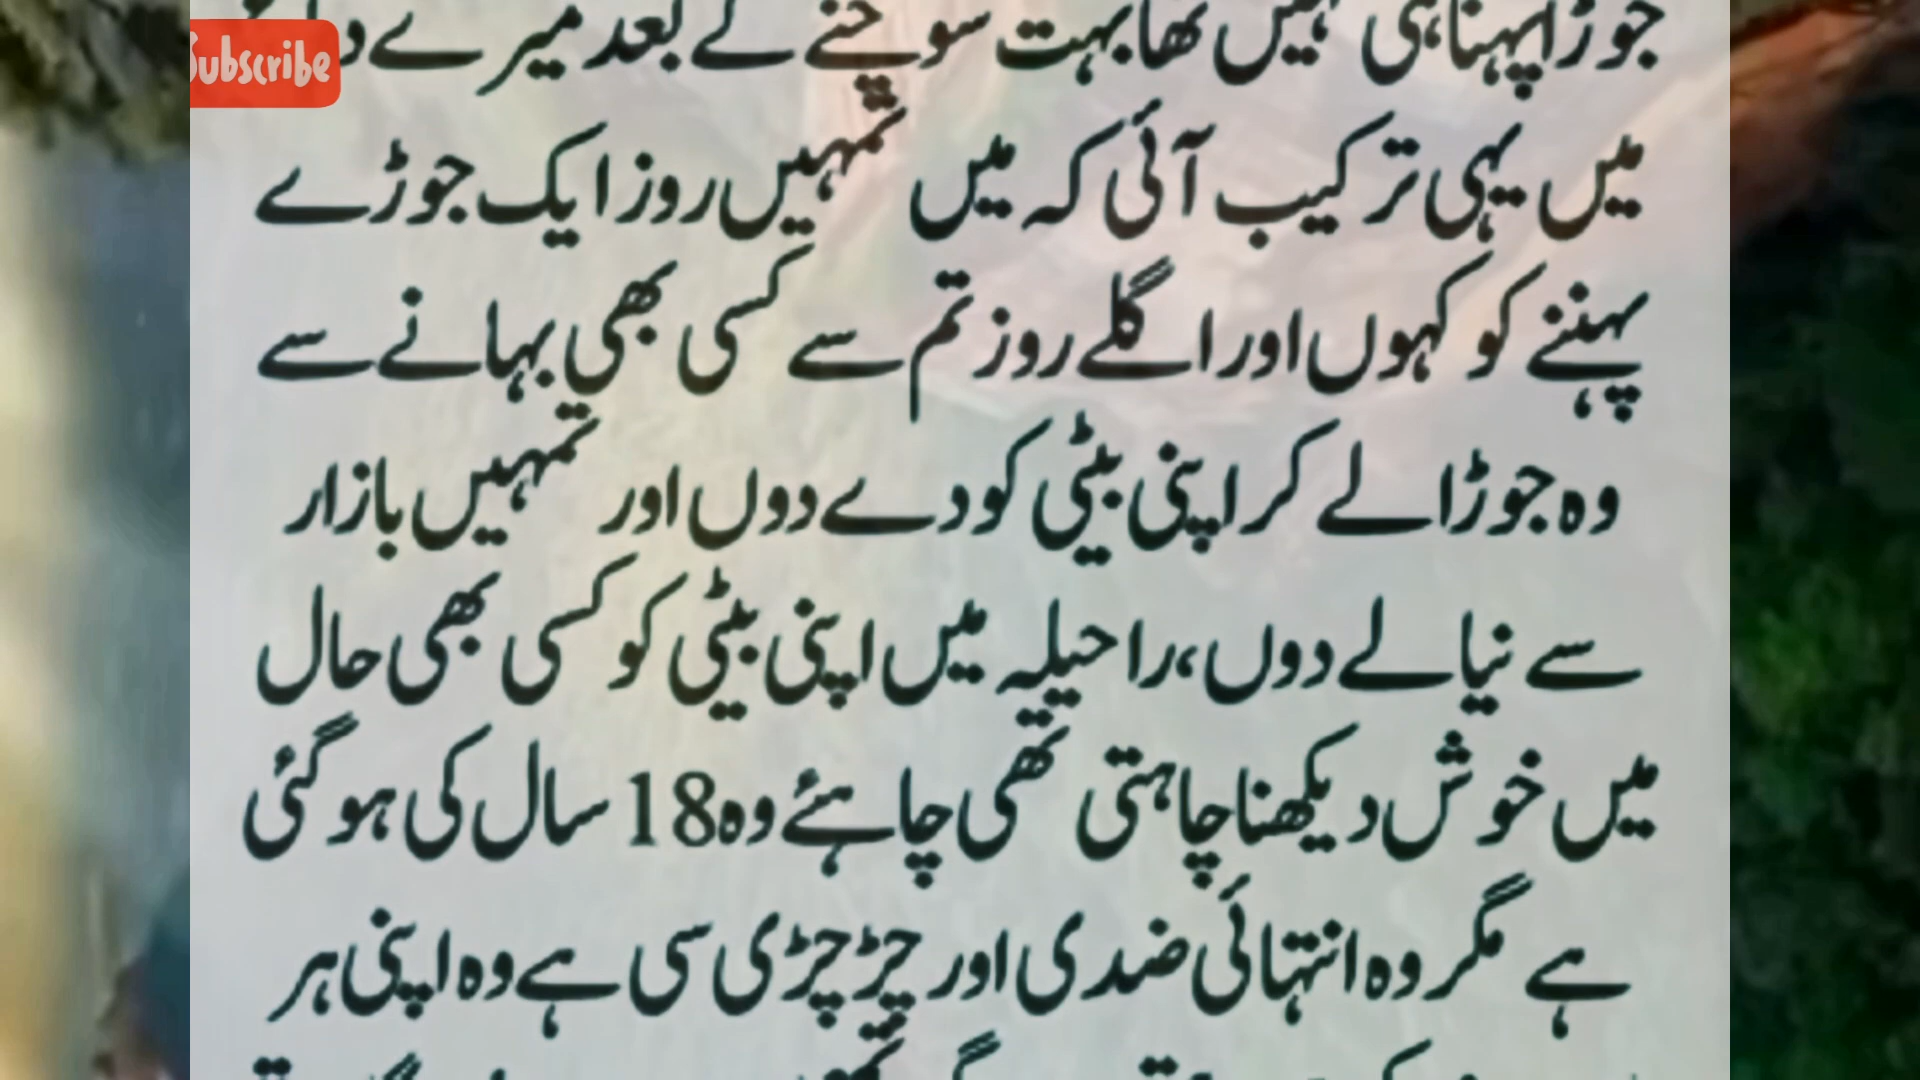 Subscribe
جوڑا پہنا ہی نہیں تھا بہت سوچنے کے بعد میرے
میں یہی ترکیب آئی کہ میں تمہیں روز ایک جوڑے
پہننے کو کہوں اور اگلے روز تم سے کسی بھی بہانے سے
وہ جوڑا لے کر اپنی بیٹی کو دے دوں اور تمہیں بازار
سے نیا لے دوں، راحیلہ میں اپنی بیٹی کو کسی بھی حال
میں خوش دیکھنا چاہتی تھی چاہئے وہ 18 سال کی ہو گئی
ہے مگر وہ انتہائی ضدی اور چڑچڑی سی ہے وہ اپنی ہر